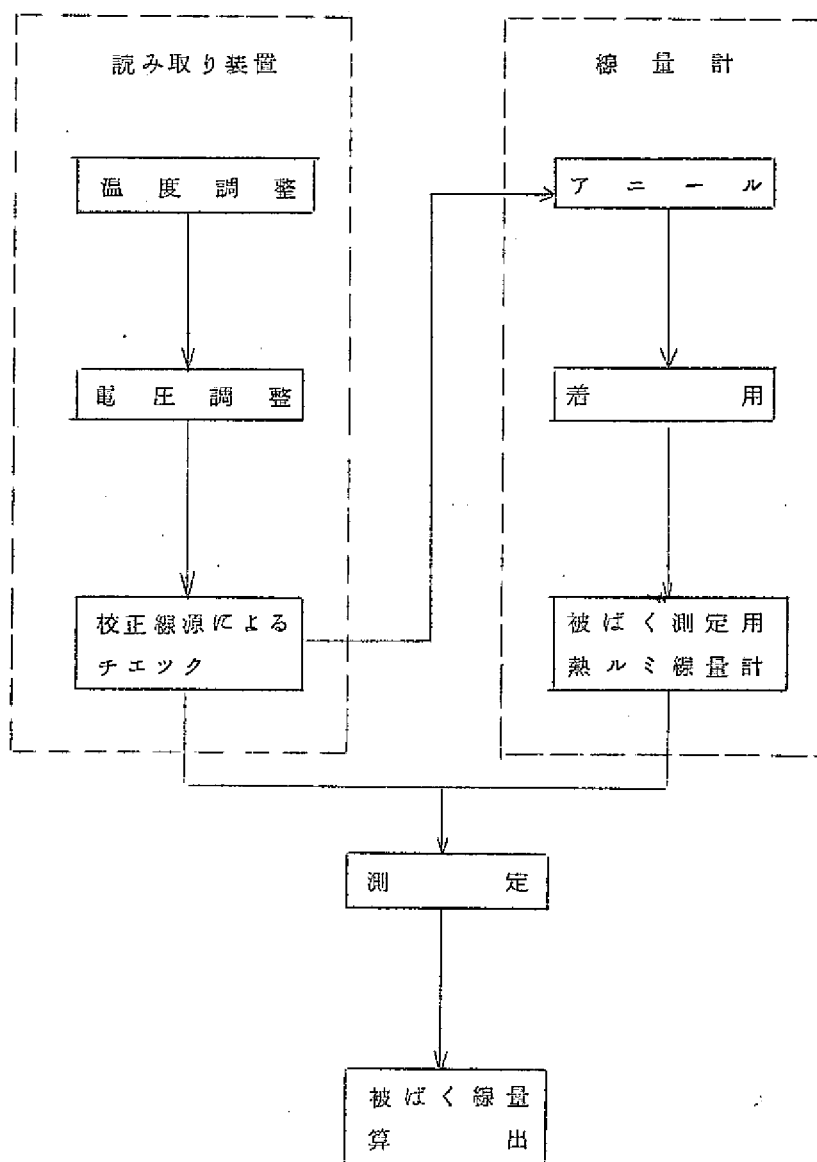 読み取り装置
温度調整
電圧調整
校正線源による
チェック
線量計
アニール
着用
被ばく測定用
熱ルミ線量計
測定
被ばく線量
算出